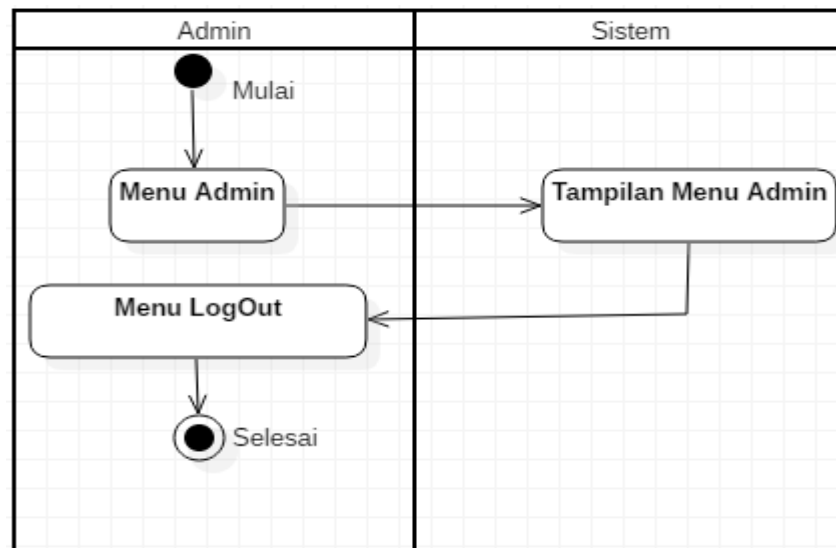 Admin
Sistem
Mulai
Menu Admin
Tampilan Menu Admin
Menu LogOut
Selesai